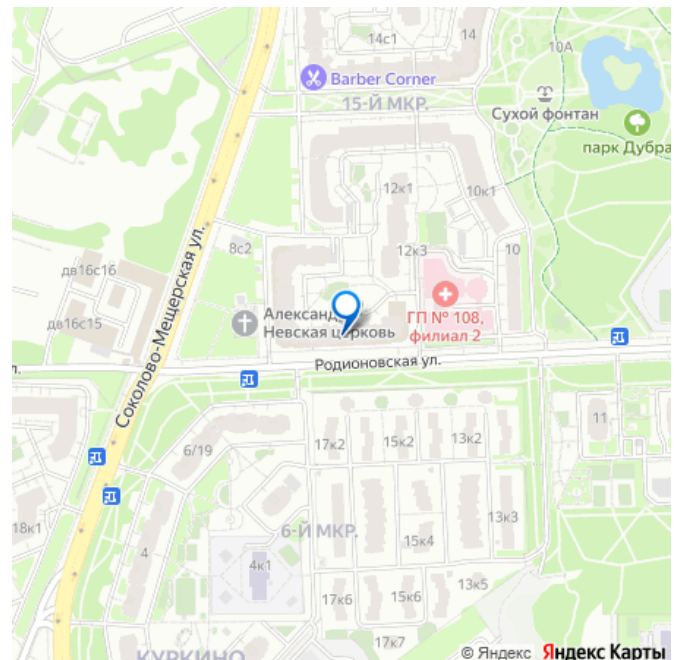 14с1
14
10А
Barber Corner
15-Й МКР.
Сухой фонтан
парк Дубра
12к1
10к1
8с2
12к3
10
дв16с16
Соколово-Мещерская ул.
Александ
Невская церковь
ГП № 108,
филиал 2
дв16с15
л.
Родионовская ул.
11
6/19
17к2
15к2
13к2
18к1
4
6-Й МКР.
13к3
15к4
4к1
17к6
15к6
13к5
17к7
КУРКИНО
© Яндекс Яндекс Карты